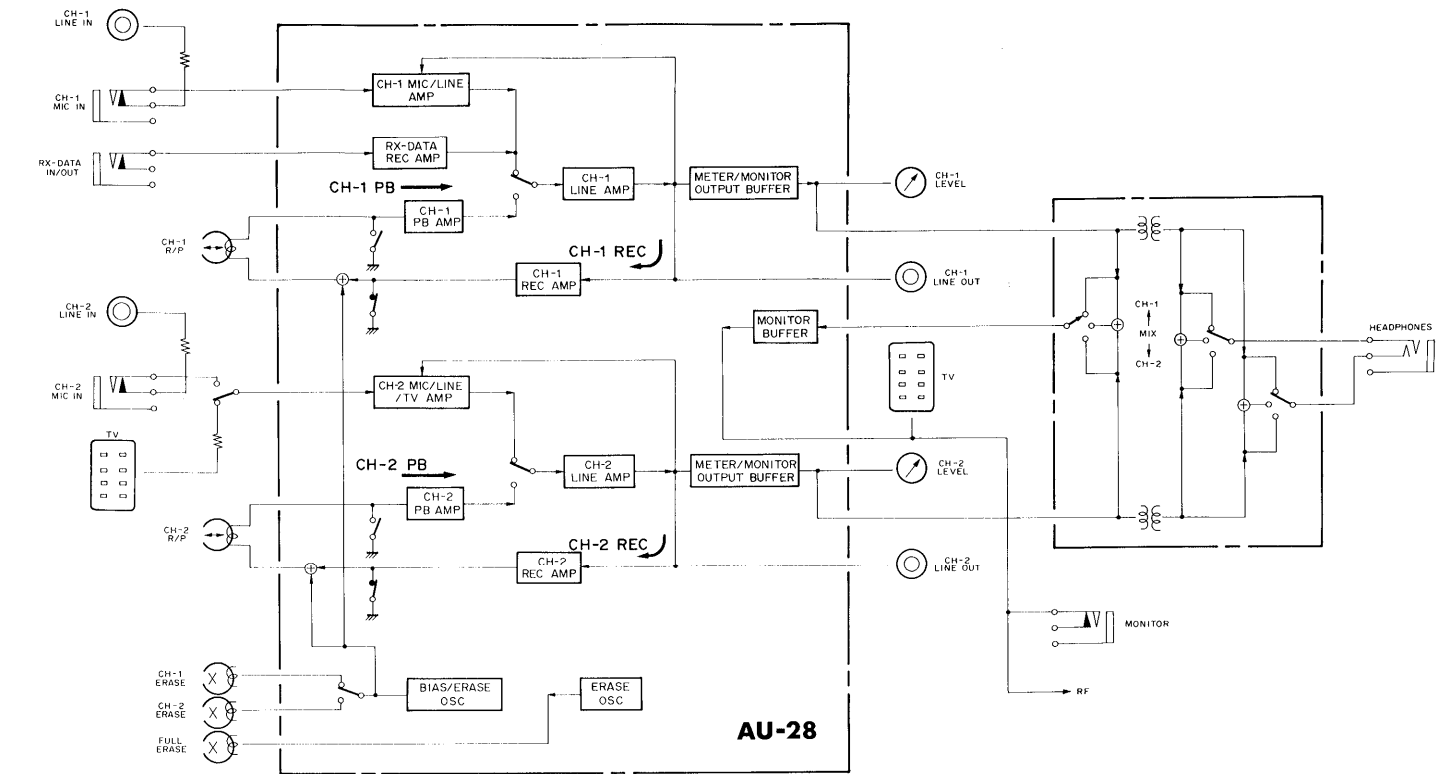 CH-1
LINE IN
CH-1
MIC IN
RX-DATA
IN/OUT
CH-1 MIC/LINE
AMP
RX-DATA
REC AMP
CH-1 PB
CH-1
PB AMP
CH-1
LINE AMP
METER/MONITOR
OUTPUT BUFFER
CH-1
LEVEL
CH-1
R/P
CH-1 REC
CH-1
REC AMP
CH-1
LINE OUT
CH-2
LINE IN
MONITOR
BUFFER
CH-1
MIX
CH-2
HEADPHONES
CH-2
MIC IN
CH-2 MIC/LINE
/TV AMP
TV
TV
CH-2 PB
CH-2
PB AMP
CH-2
LINE AMP
METER/MONITOR
OUTPUT BUFFER
CH-2
LEVEL
CH-2
R/P
CH-2 REC
CH-2
REC AMP
CH-2
LINE OUT
MONITOR
CH-1
ERASE
CH-2
ERASE
FULL
ERASE
BIAS/ERASE
OSC
ERASE
OSC
RF
AU-28